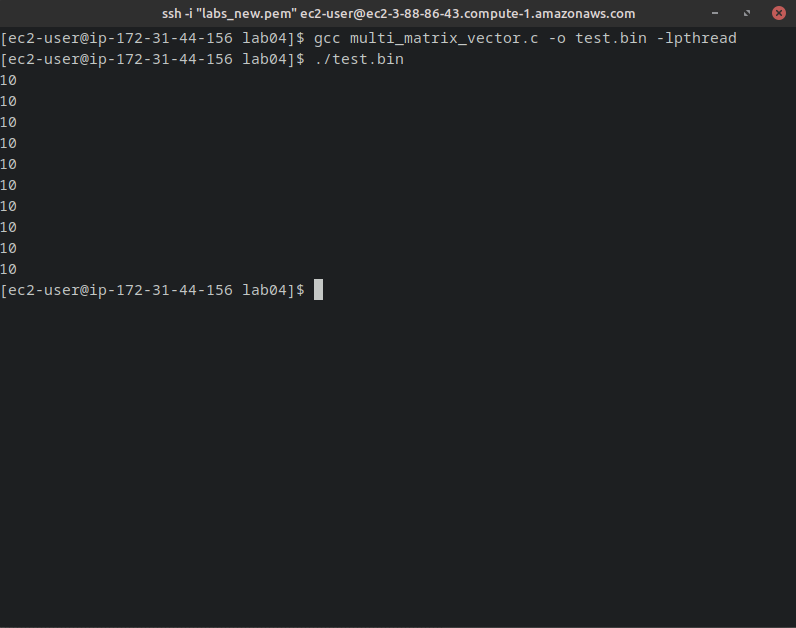 ssh -i "labs_new.pem" ec2-user@ec2-3-88-86-43.compute-1.amazonaws.com
[ec2-user@ip-172-31-44-156 lab04]$ gcc multi_matrix_vector.c -o test.bin -lpthread
[ec2-user@ip-172-31-44-156 lab04]$ ./test.bin
10
10
10
10
10
10
10
10
10
10
[ec2-user@ip-172-31-44-156 lab04]$